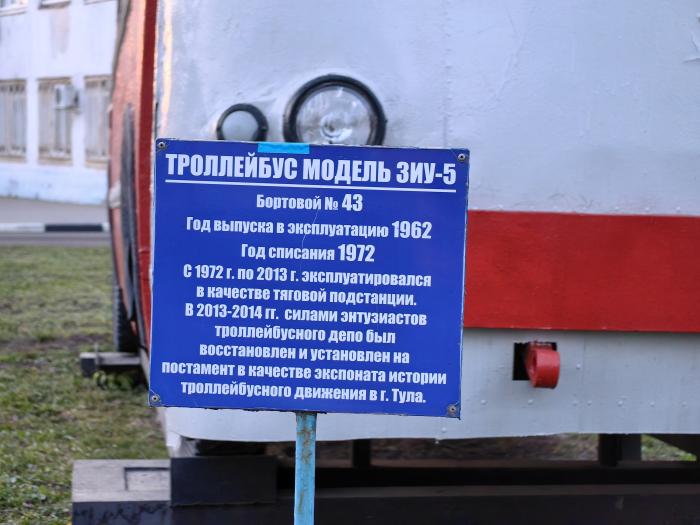 ТРОЛЛЕЙБУС МОДЕЛЬ ЗИУ-5
Бортовой № 43
Год выпуска в эксплуатацию 1962
Год списания 1972
С 1972 г. по 2013 г. эксплуатировался
в качестве тяговой подстанции.
В 2013-2014 гг. силами энтузиастов
троллейбусного депо был
восстановлен и установлен на
постамент в качестве экспоната истории
троллейбусного движения в г. Тула.